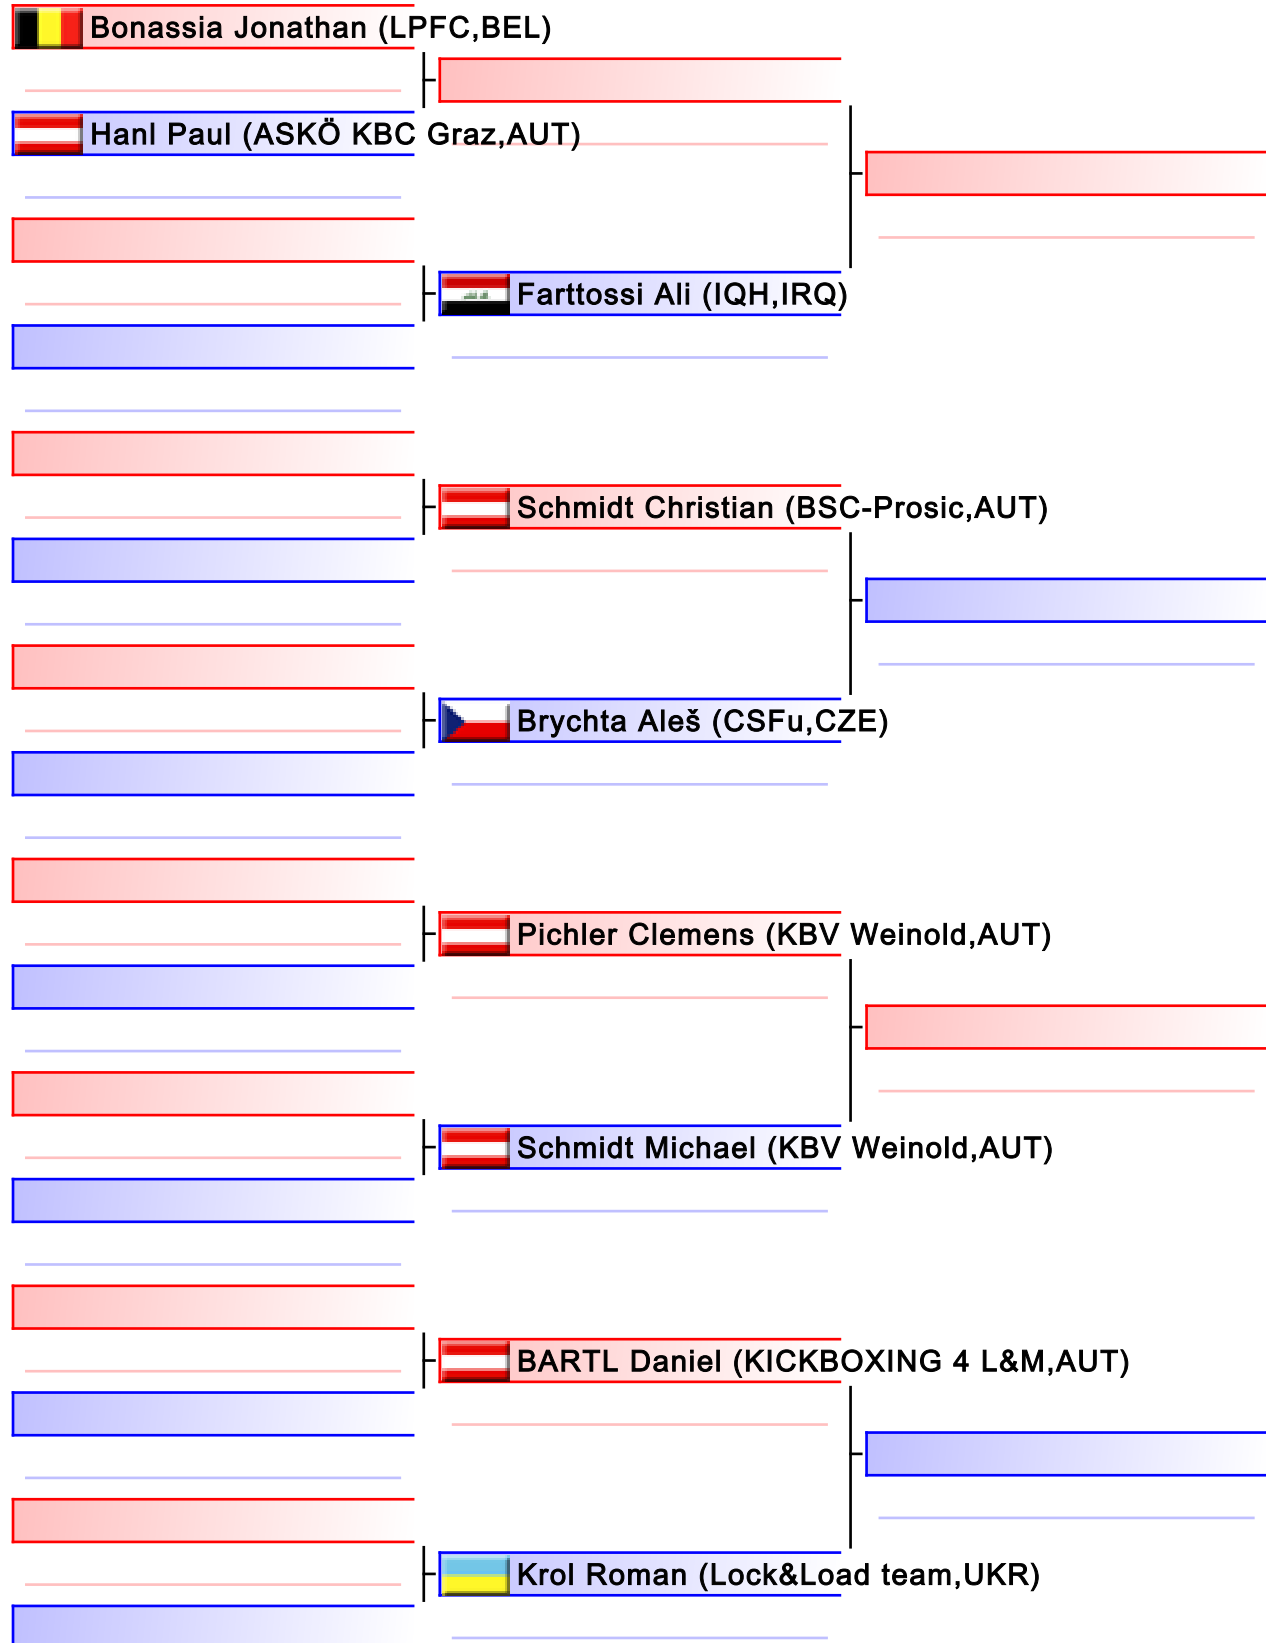 Bonassia Jonathan (LPFC,BEL)
Hanl Paul (ASKÖ KBC Graz,AUT)
Farttossi Ali (IQH,IRQ)
Schmidt Christian (BSC-Prosic,AUT)
Brychta Aleš (CSFu,CZE)
Pichler Clemens (KBV Weinold,AUT)
Schmidt Michael (KBV Weinold,AUT)
BARTL Daniel (KICKBOXING 4 L&M,AUT)
Krol Roman (Lock&Load team,UKR)